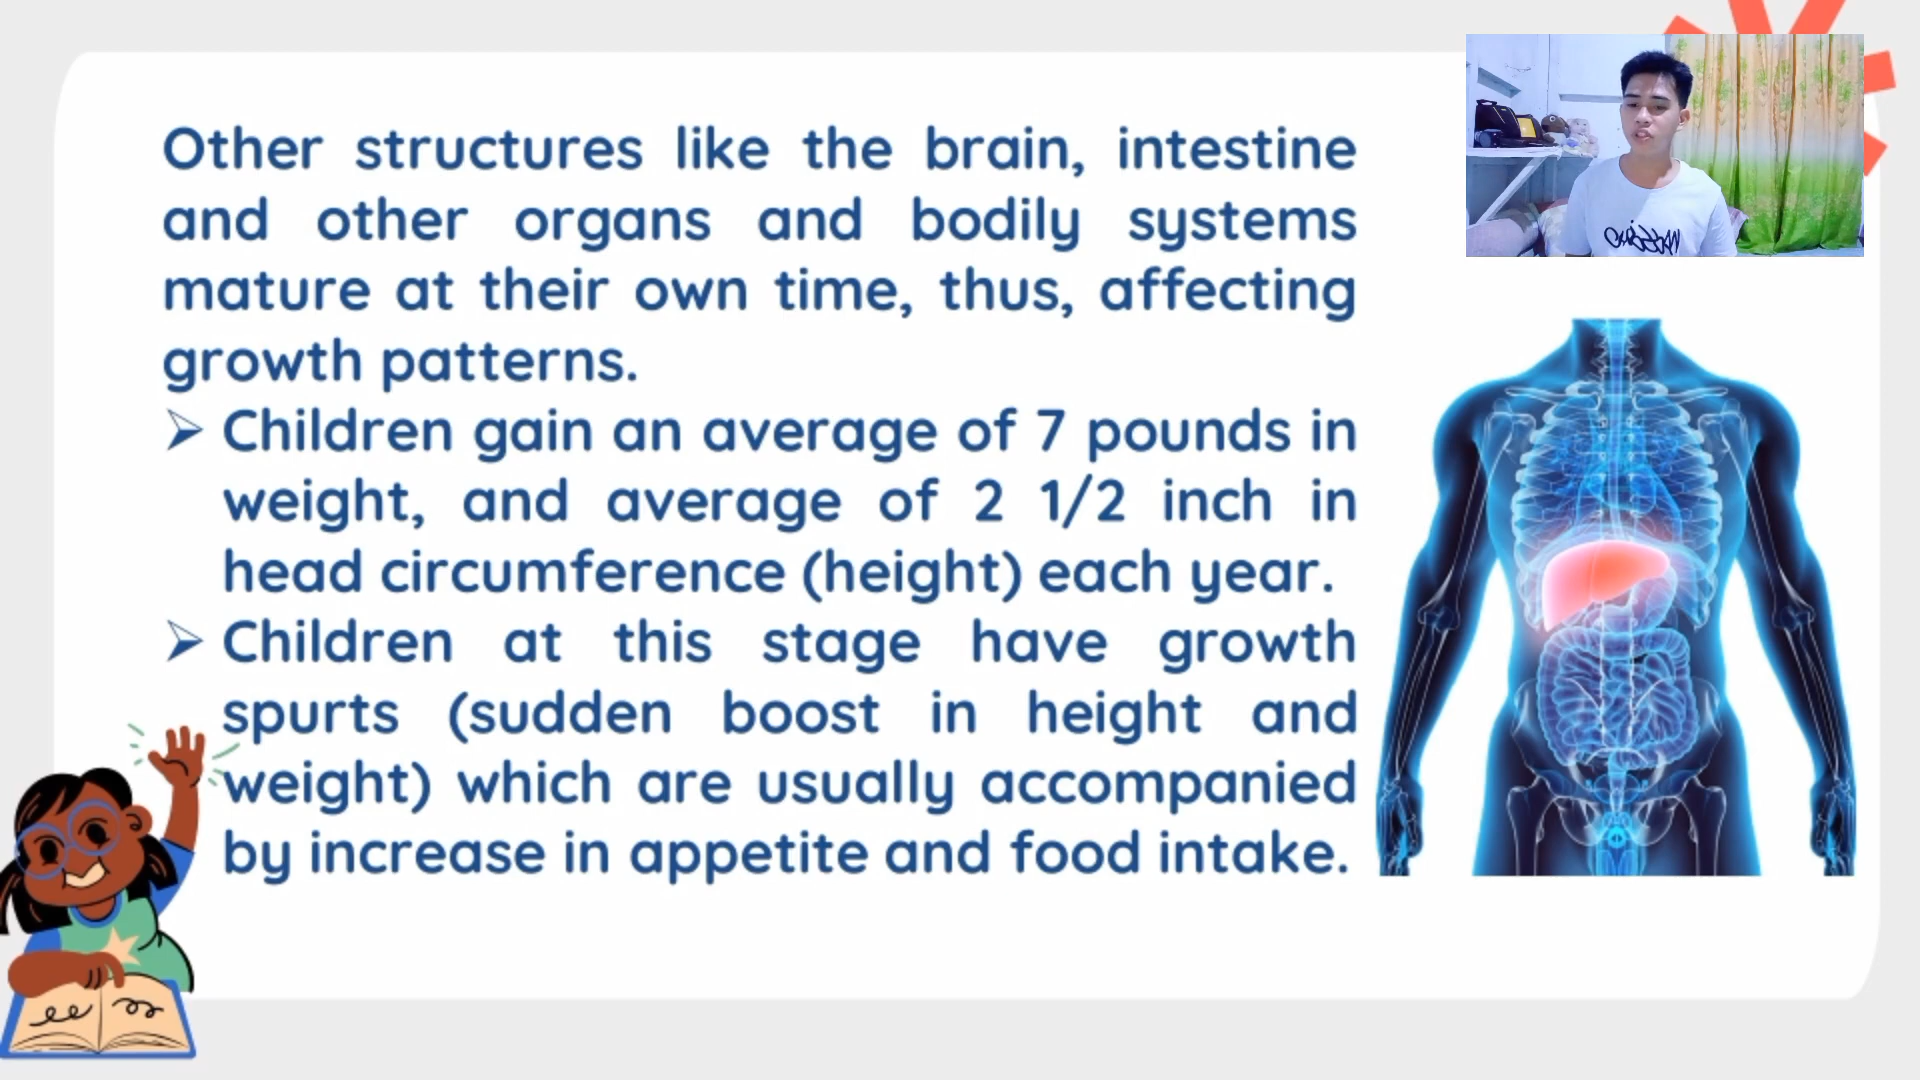 Other structures like the brain, intestine
and other organs and bodily systems
mature at their own time, thus, affecting
growth patterns.
➢ Children gain an average of 7 pounds in
weight, and average of 2 1/2 inch in
head circumference (height) each year.
➢ Children at this stage have growth
spurts (sudden boost in height and
weight) which are usually accompanied
by increase in appetite and food intake.